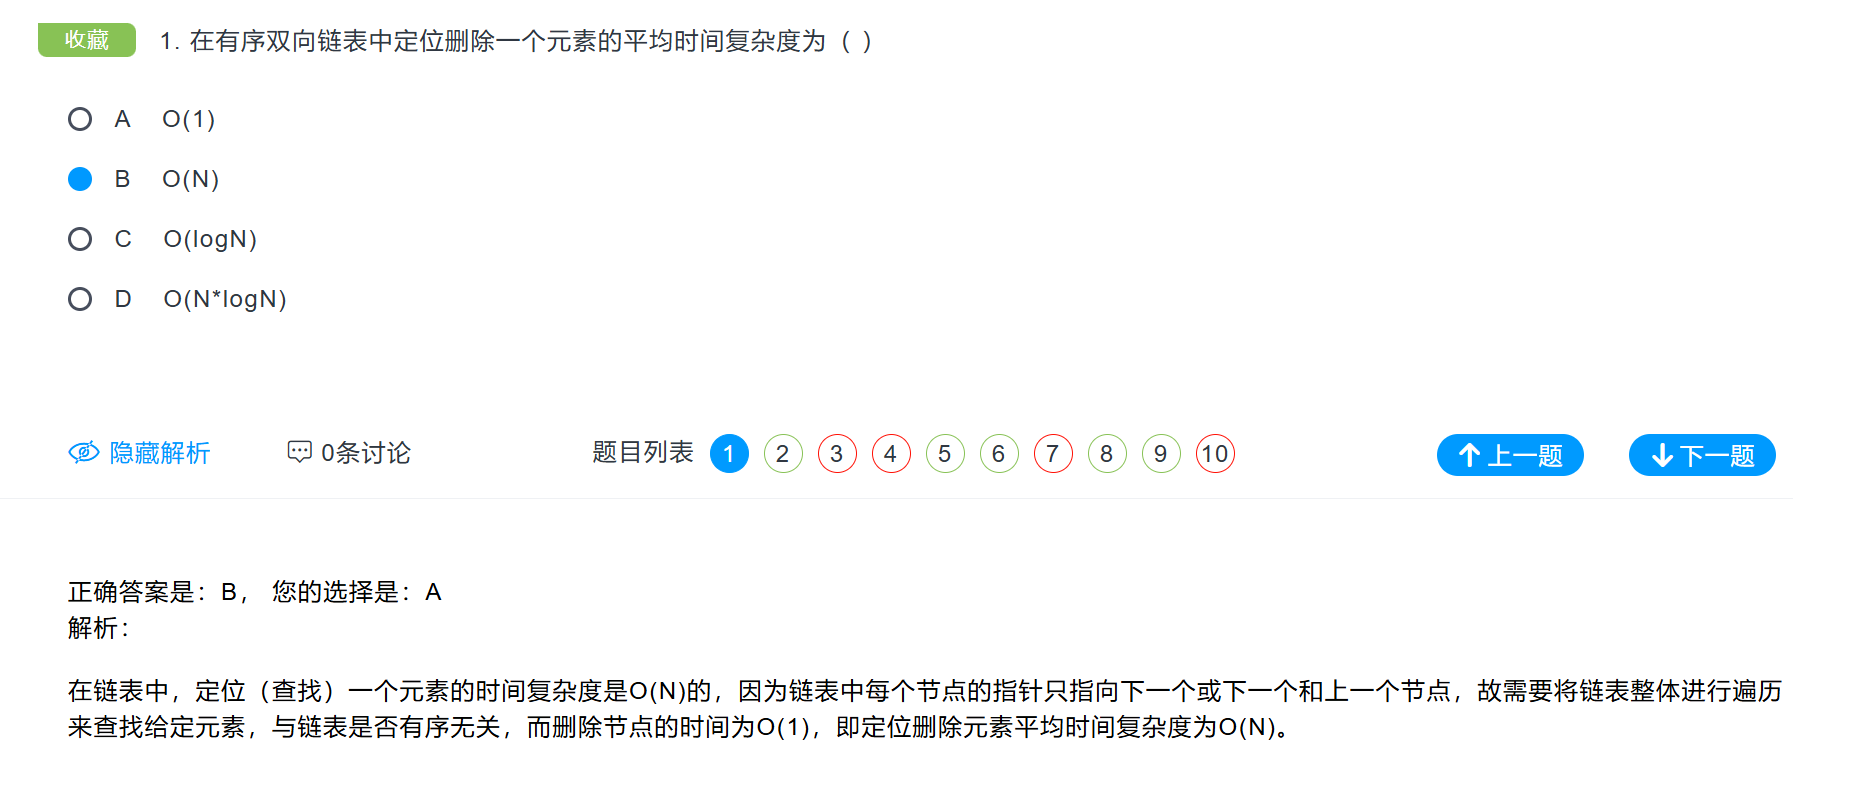 收藏 1. 在有序双向链表中定位删除一个元素的平均时间复杂度为（ ）
A O(1)
B O(N)
C O(logN)
D O(N*logN)
隐藏解析 0条讨论 题目列表 1 2 3 4 5 6 7 8 9 10 上一题 下一题
正确答案是：B， 您的选择是：A
解析：
在链表中，定位（查找）一个元素的时间复杂度是O(N)的，因为链表中每个节点的指针只指向下一个或下一个和上一个节点，故需要将链表整体进行遍历
来查找给定元素，与链表是否有序无关，而删除节点的时间为O(1)，即定位删除元素平均时间复杂度为O(N)。